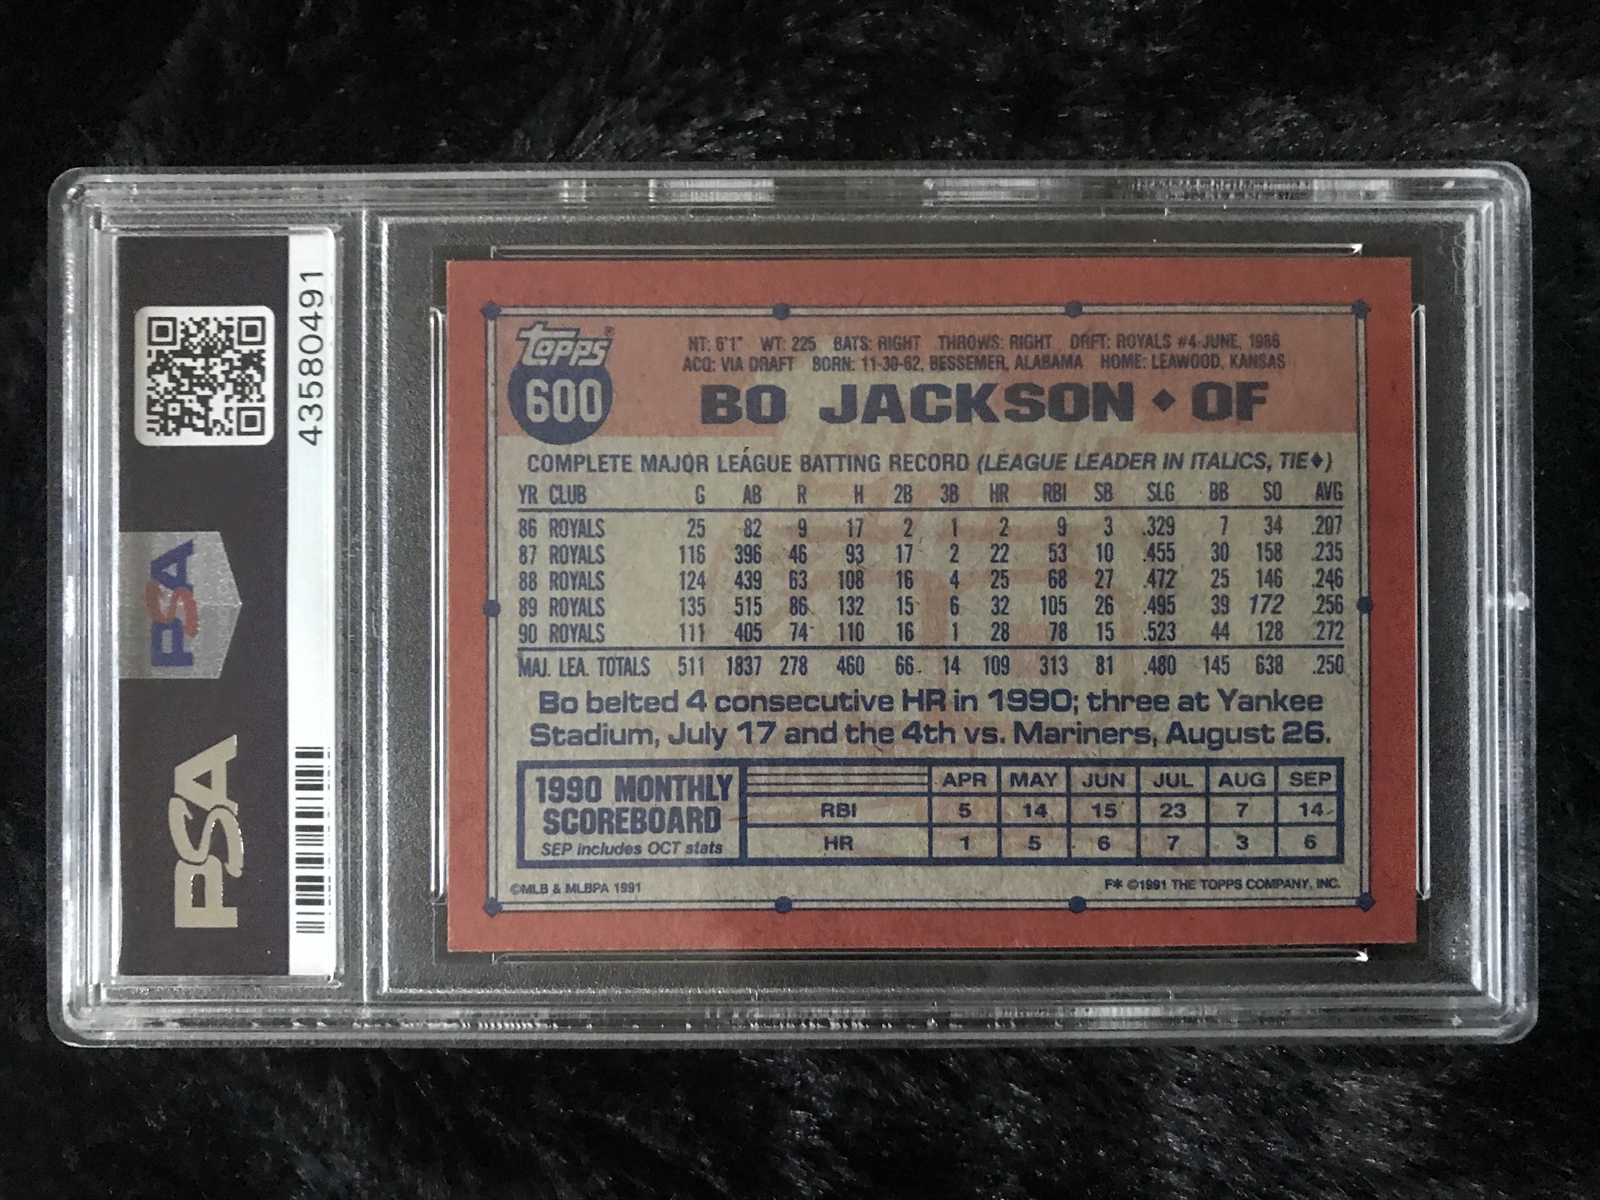 43580491
PSA
PSA
Topps®
600
HT: 6'1" WT: 225 BATS: RIGHT THROWS: RIGHT DRFT: ROYALS #4-JUNE, 1986
ACQ: VIA DRAFT BORN: 11-30-62, BESSEMER, ALABAMA HOME: LEAWOOD, KANSAS
BO JACKSON ♦ OF
COMPLETE MAJOR LEAGUE BATTING RECORD (LEAGUE LEADER IN ITALICS, TIE♦)
YR CLUB G AB R H 2B 3B HR RBI SB SLG BB SO AVG
86 ROYALS 25 82 9 17 2 1 2 9 3 .329 7 34 .207
87 ROYALS 116 396 46 93 17 2 22 53 10 .455 30 158 .235
88 ROYALS 124 439 63 108 16 4 25 68 27 .472 25 146 .246
89 ROYALS 135 515 86 132 15 6 32 105 26 .495 39 172 .256
90 ROYALS 111 405 74 110 16 1 28 78 15 .523 44 128 .272
MAJ. LEA. TOTALS 511 1837 278 460 66 14 109 313 81 .480 145 638 .250
Bo belted 4 consecutive HR in 1990; three at Yankee
Stadium, July 17 and the 4th vs. Mariners, August 26.
1990 MONTHLY
SCOREBOARD
SEP includes OCT stats
APR MAY JUN JUL AUG SEP
RBI 5 14 15 23 7 14
HR 1 5 6 7 3 6
©MLB & MLBPA 1991
F* ©1991 THE TOPPS COMPANY, INC.